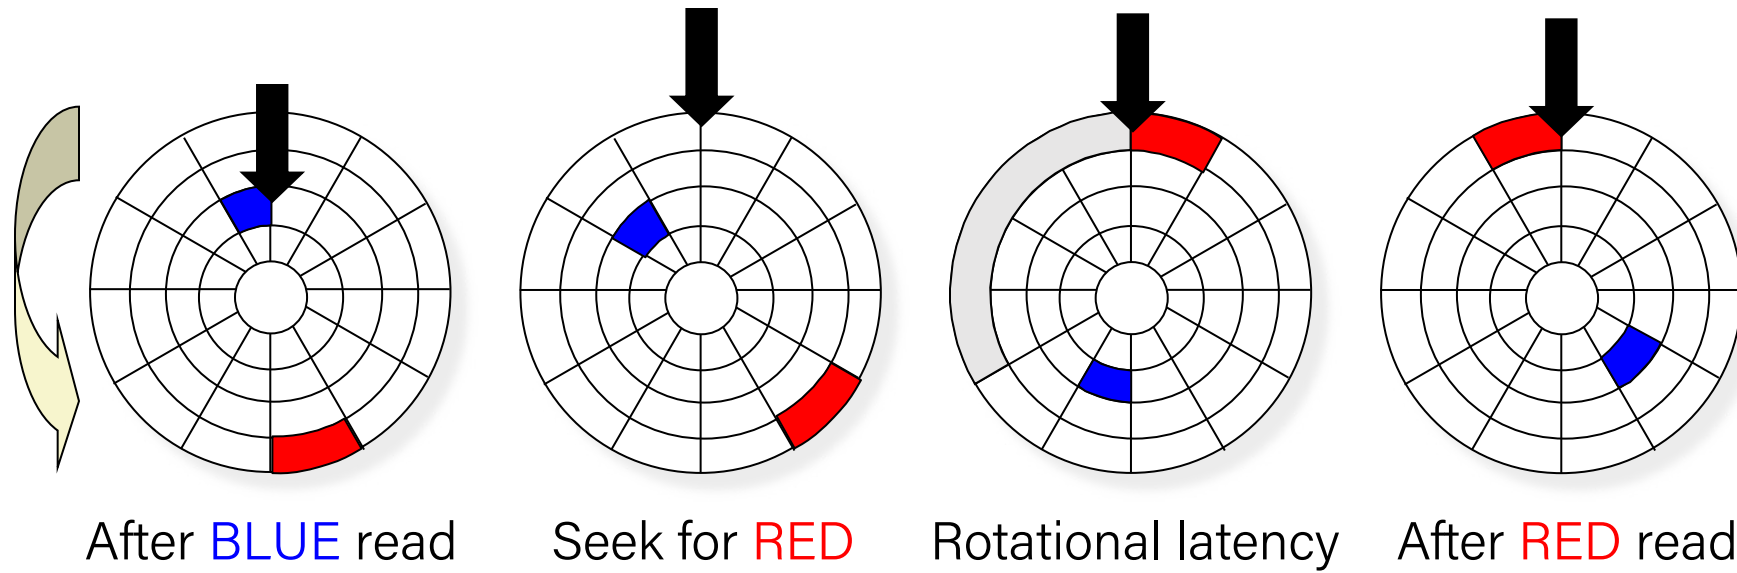 After BLUE read
Seek for RED
Rotational latency
After RED read